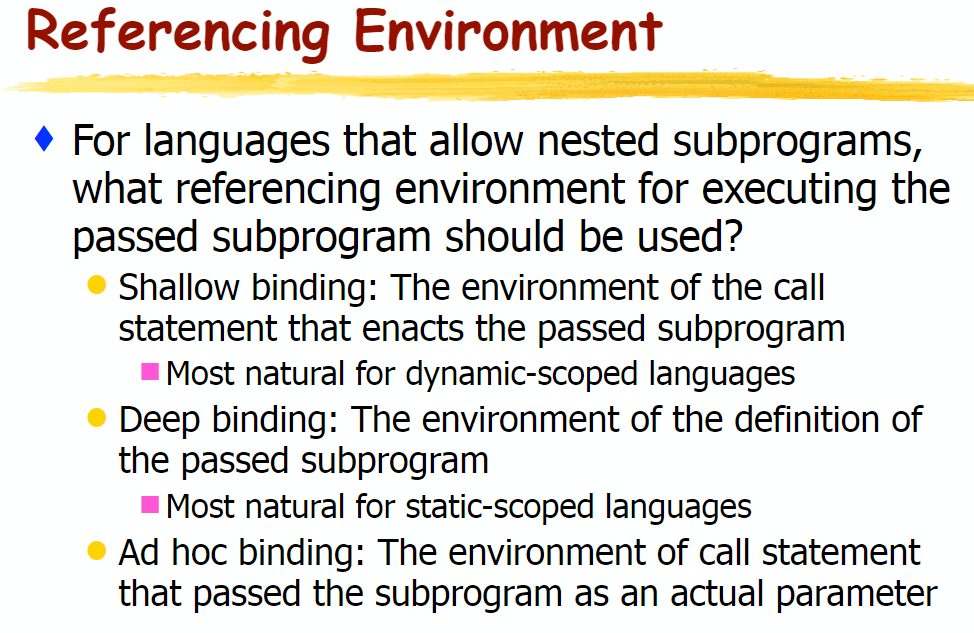 Referencing Environment
For languages that allow nested subprograms,
what referencing environment for executing the
passed subprogram should be used?
Shallow binding: The environment of the call
statement that enacts the passed subprogram
Most natural for dynamic-scoped languages
Deep binding: The environment of the definition of
the passed subprogram
Most natural for static-scoped languages
Ad hoc binding: The environment of call statement
that passed the subprogram as an actual parameter